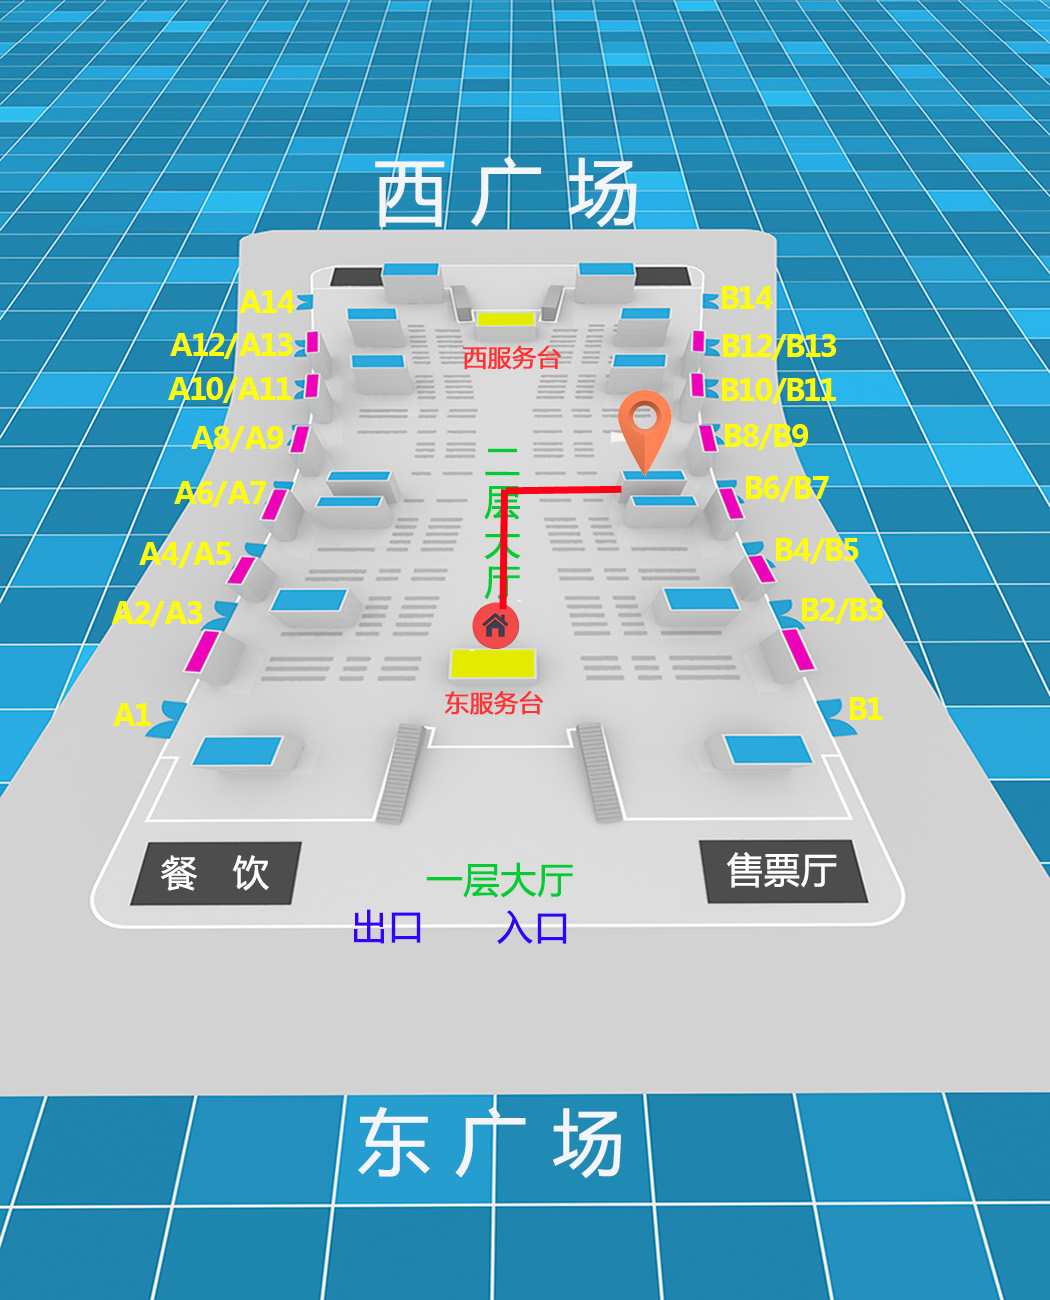 西广场
A14
B14
A12/A13
B12/B13
西服务台
A10/A11
B10/B11
A8/A9
B8/B9
二层大厅
A6/A7
B6/B7
A4/A5
B4/B5
A2/A3
B2/B3
东服务台
A1
B1
餐 饮
一层大厅
售票厅
出口
入口
东广场